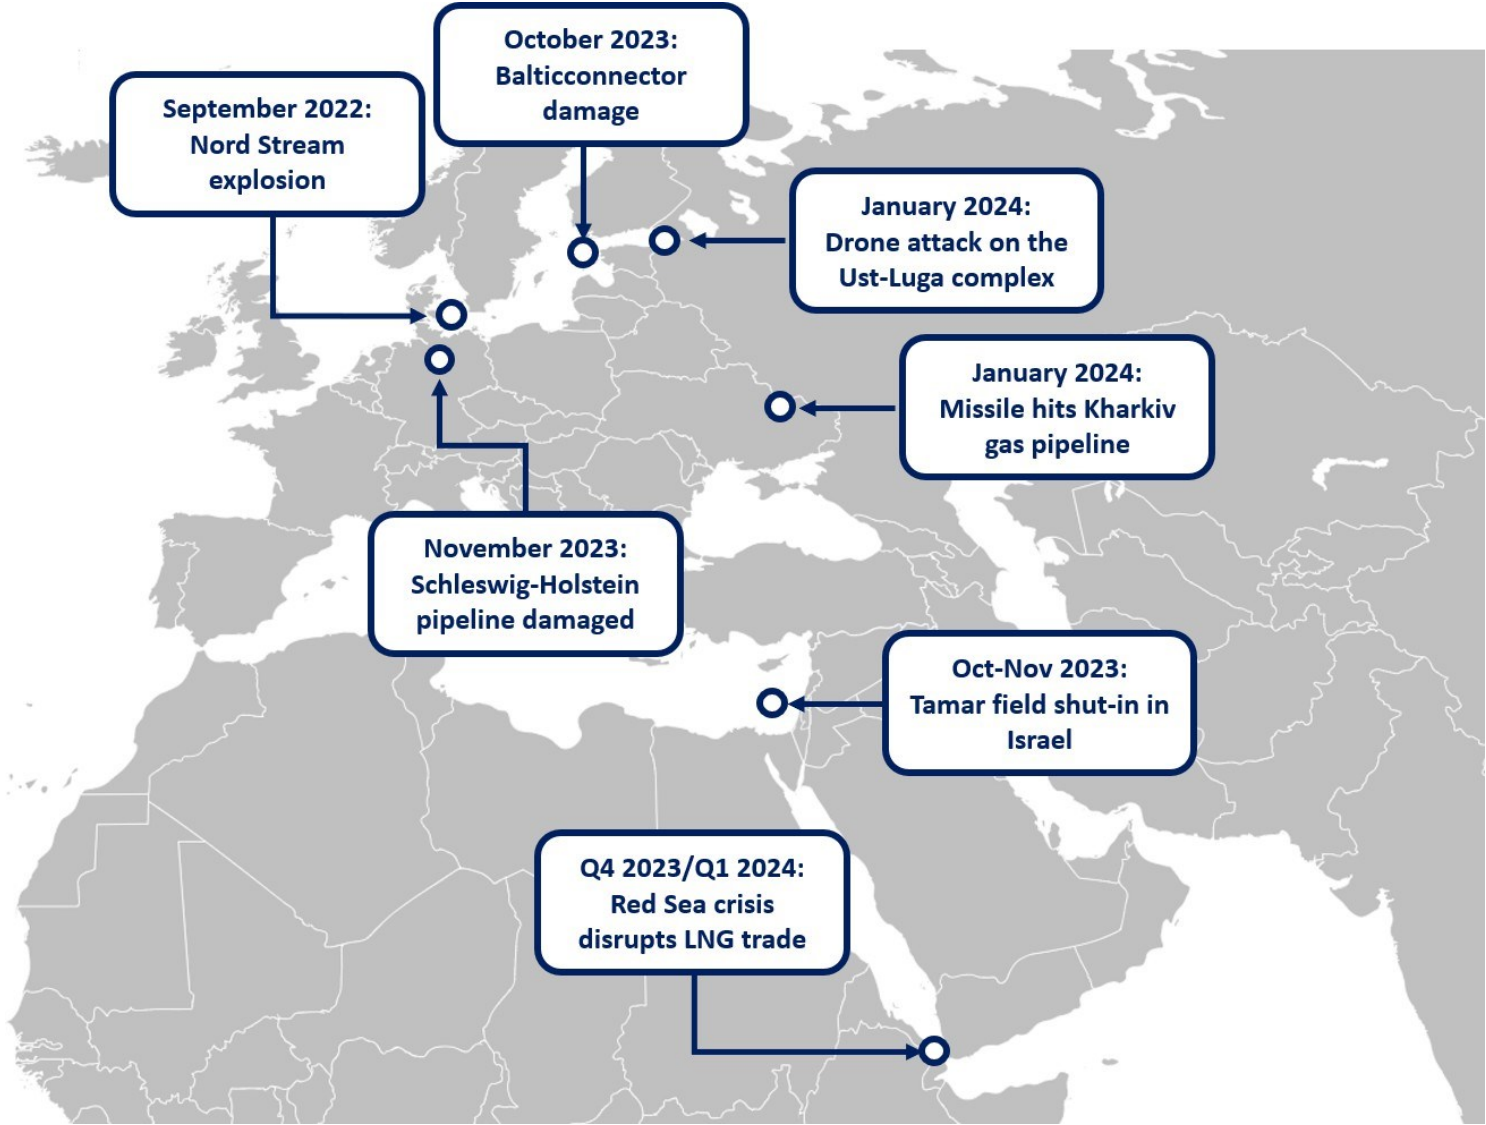 October 2023:
Balticconnector
damage
September 2022:
Nord Stream
explosion
January 2024:
Drone attack on the
Ust-Luga complex
January 2024:
Missile hits Kharkiv
gas pipeline
November 2023:
Schleswig-Holstein
pipeline damaged
Oct-Nov 2023:
Tamar field shut-in in
Israel
Q4 2023/Q1 2024:
Red Sea crisis
disrupts LNG trade